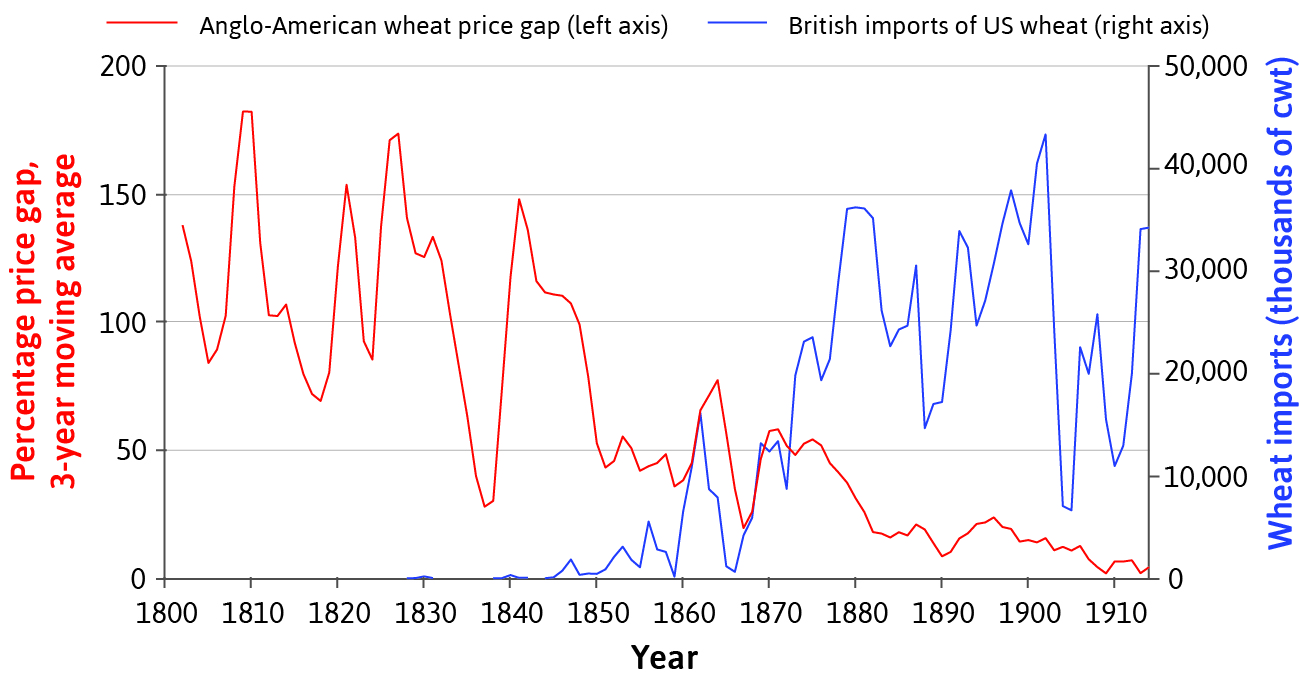 Anglo-American wheat price gap (left axis)
British imports of US wheat (right axis)
Percentage price gap,
3-year moving average
200
150
100
50
0
50,000
40,000
30,000
20,000
10,000
0
Wheat imports (thousands of cwt)
1800 1810 1820 1830 1840 1850 1860 1870 1880 1890 1900 1910
Year